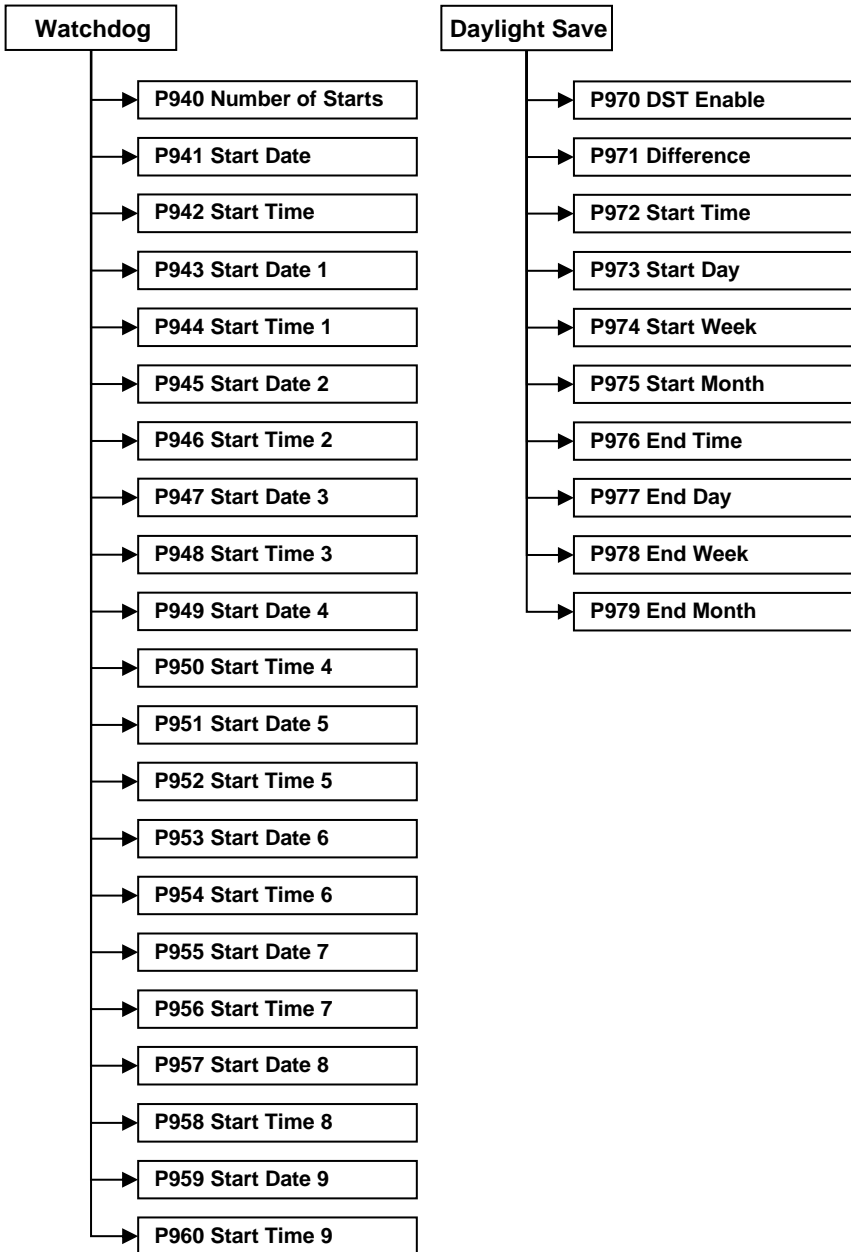 Watchdog
P940 Number of Starts
P941 Start Date
P942 Start Time
P943 Start Date 1
P944 Start Time 1
P945 Start Date 2
P946 Start Time 2
P947 Start Date 3
P948 Start Time 3
P949 Start Date 4
P950 Start Time 4
P951 Start Date 5
P952 Start Time 5
P953 Start Date 6
P954 Start Time 6
P955 Start Date 7
P956 Start Time 7
P957 Start Date 8
P958 Start Time 8
P959 Start Date 9
P960 Start Time 9
Daylight Save
P970 DST Enable
P971 Difference
P972 Start Time
P973 Start Day
P974 Start Week
P975 Start Month
P976 End Time
P977 End Day
P978 End Week
P979 End Month